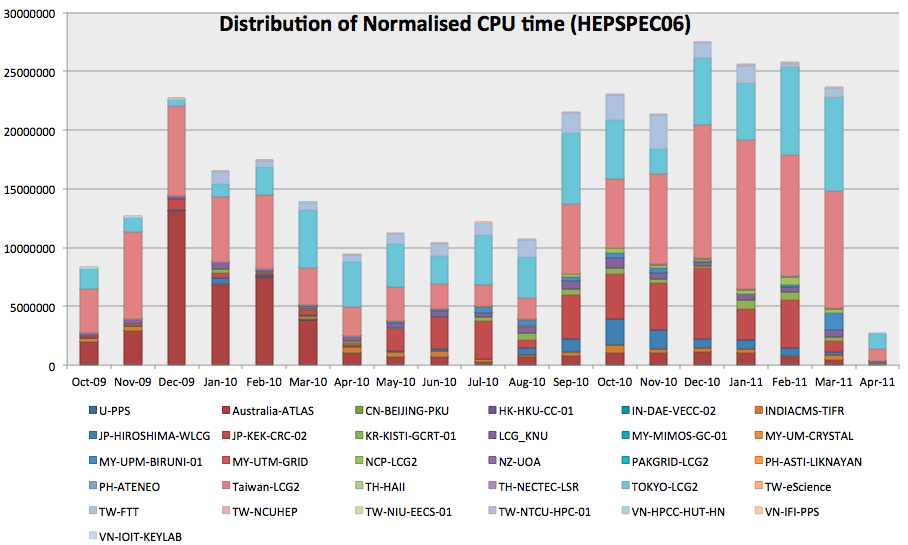 Distribution of Normalised CPU time (HEPSPEC06)
30000000
25000000
20000000
15000000
10000000
5000000
0
Oct-09 Nov-09 Dec-09 Jan-10 Feb-10 Mar-10 Apr-10 May-10 Jun-10 Jul-10 Aug-10 Sep-10 Oct-10 Nov-10 Dec-10 Jan-11 Feb-11 Mar-11 Apr-11
U-PPS Australia-ATLAS CN-BEIJING-PKU HK-HKU-CC-01 IN-DAE-VECC-02 INDIACMS-TIFR
JP-HIROSHIMA-WLCG JP-KEK-CRC-02 KR-KISTI-GCRT-01 LCG_KNU MY-MIMOS-GC-01 MY-UM-CRYSTAL
MY-UPM-BIRUNI-01 MY-UTM-GRID NCP-LCG2 NZ-UOA PAKGRID-LCG2 PH-ASTI-LIKNAYAN
PH-ATENEO Taiwan-LCG2 TH-HAII TH-NECTEC-LSR TOKYO-LCG2 TW-eScience
TW-FTT TW-NCUHEP TW-NIU-EECS-01 TW-NTCU-HPC-01 VN-HPCC-HUT-HN VN-IFI-PPS
VN-IOIT-KEYLAB